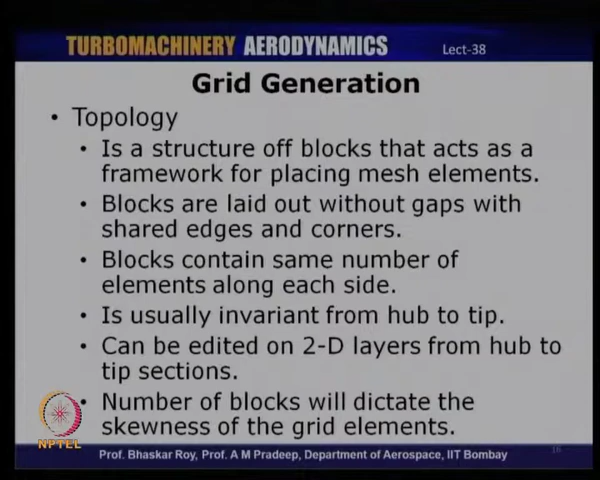 TURBOMACHINERY AERODYNAMICS Lect-38
Grid Generation
• Topology
• Is a structure off blocks that acts as a
framework for placing mesh elements.
• Blocks are laid out without gaps with
shared edges and corners.
• Blocks contain same number of
elements along each side.
• Is usually invariant from hub to tip.
• Can be edited on 2-D layers from hub to
tip sections.
• Number of blocks will dictate the
skewness of the grid elements.
NPTEL
Prof. Bhaskar Roy, Prof. A M Pradeep, Department of Aerospace, IIT Bombay
16